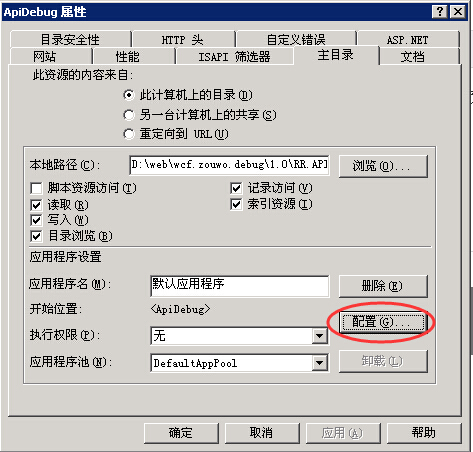 ApiDebug 属性
目录安全性 HTTP 头 自定义错误 ASP.NET
网站 性能 ISAPI 筛选器 主目录 文档
此资源的内容来自:
此计算机上的目录(D)
另一台计算机上的共享(S)
重定向到 URL(U)
本地路径(C): D:\web\wcf.zouwo.debug\1.0\RR.API 浏览(O)...
脚本资源访问(T) 记录访问(V)
读取(R) 索引资源(I)
写入(W)
目录浏览(B)
应用程序设置
应用程序名(M): 默认应用程序 删除(E)
开始位置: <ApiDebug>
配置(G)...
执行权限(P): 无
应用程序池(N): DefaultAppPool 卸载(L)
确定 取消 应用(A) 帮助